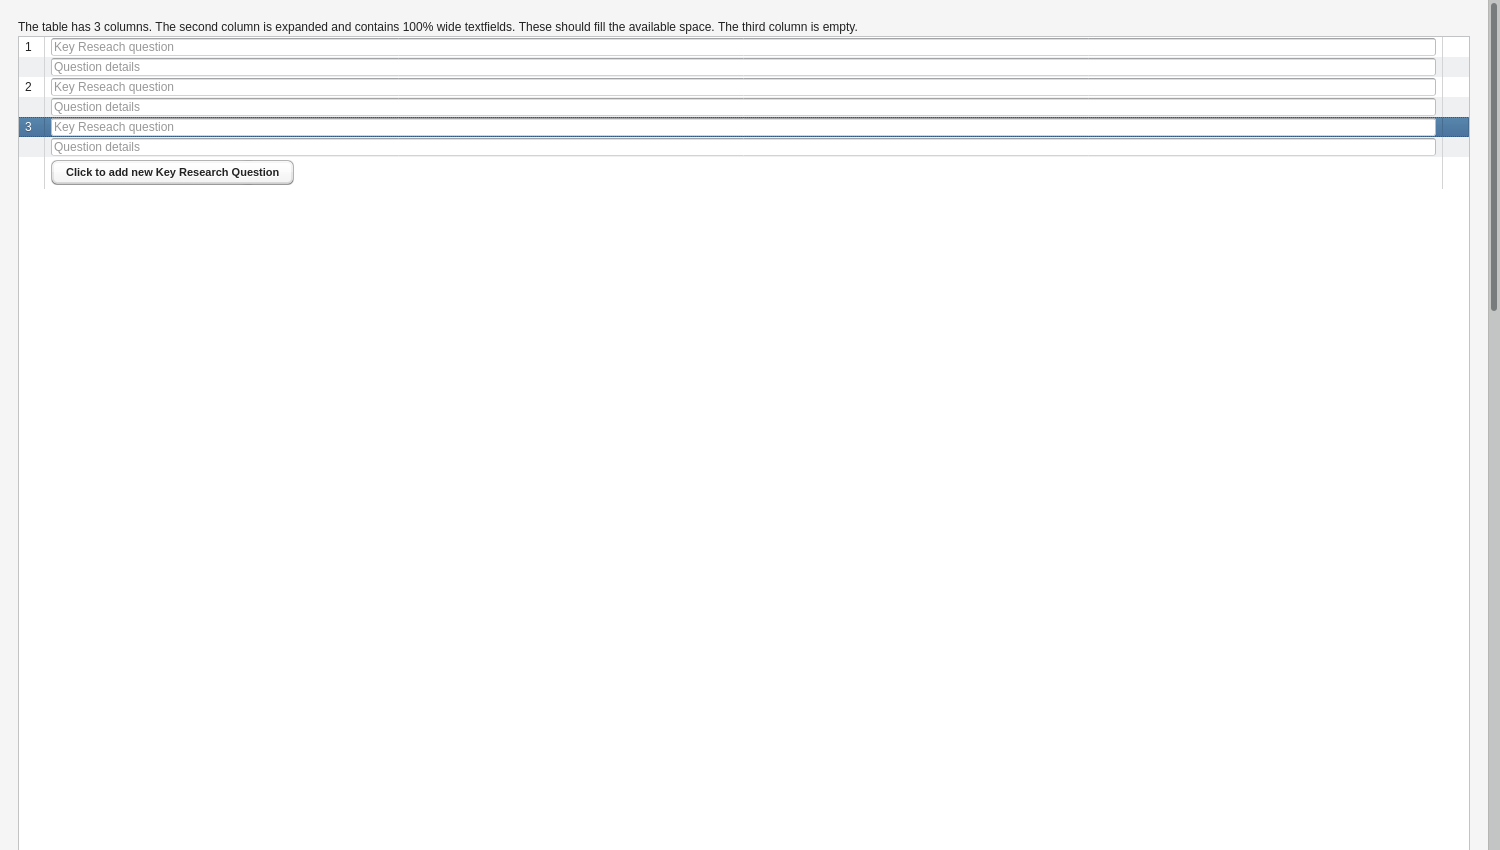 The table has 3 columns. The second column is expanded and contains 100% wide textfields. These should fill the available space. The third column is empty.
1 Key Reseach question
Question details
2 Key Reseach question
Question details
3 Key Reseach question
Question details
Click to add new Key Research Question